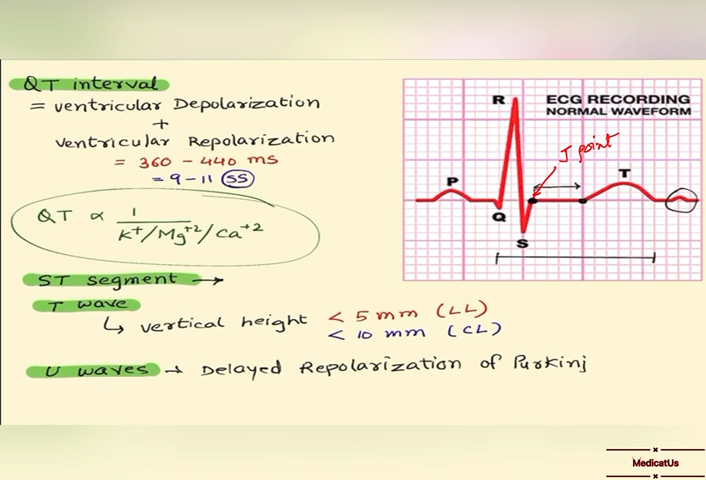 QT interval
= ventricular Depolarization
+
ventricular Repolarization
= 360 - 440 ms
= 9-11 SS
QT ∝ 1 / K+/Mg+2/Ca+2
ST segment →
T wave
↳ vertical height < 5 mm (LL)
< 10 mm (CL)
U waves → Delayed Repolarization of Purkinj
ECG RECORDING
NORMAL WAVEFORM
J point
P
R
Q
S
T
MedicatUs